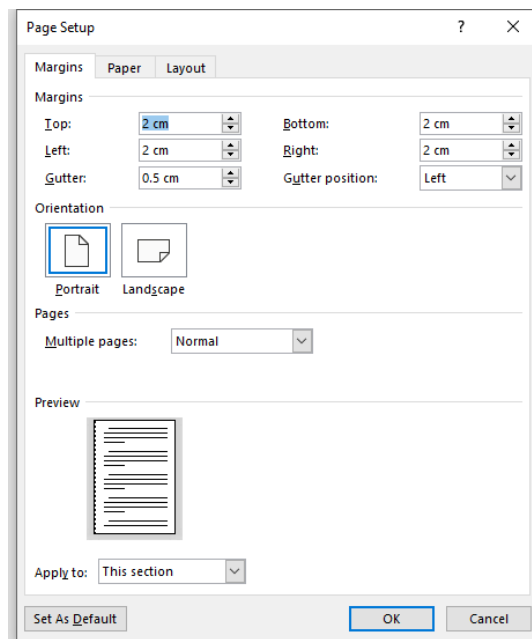 Page Setup ?
Margins Paper Layout
Margins
Top: 2 cm Bottom: 2 cm
Left: 2 cm Right: 2 cm
Gutter: 0.5 cm Gutter position: Left
Orientation
Portrait Landscape
Pages
Multiple pages: Normal
Preview
Apply to: This section
Set As Default OK Cancel